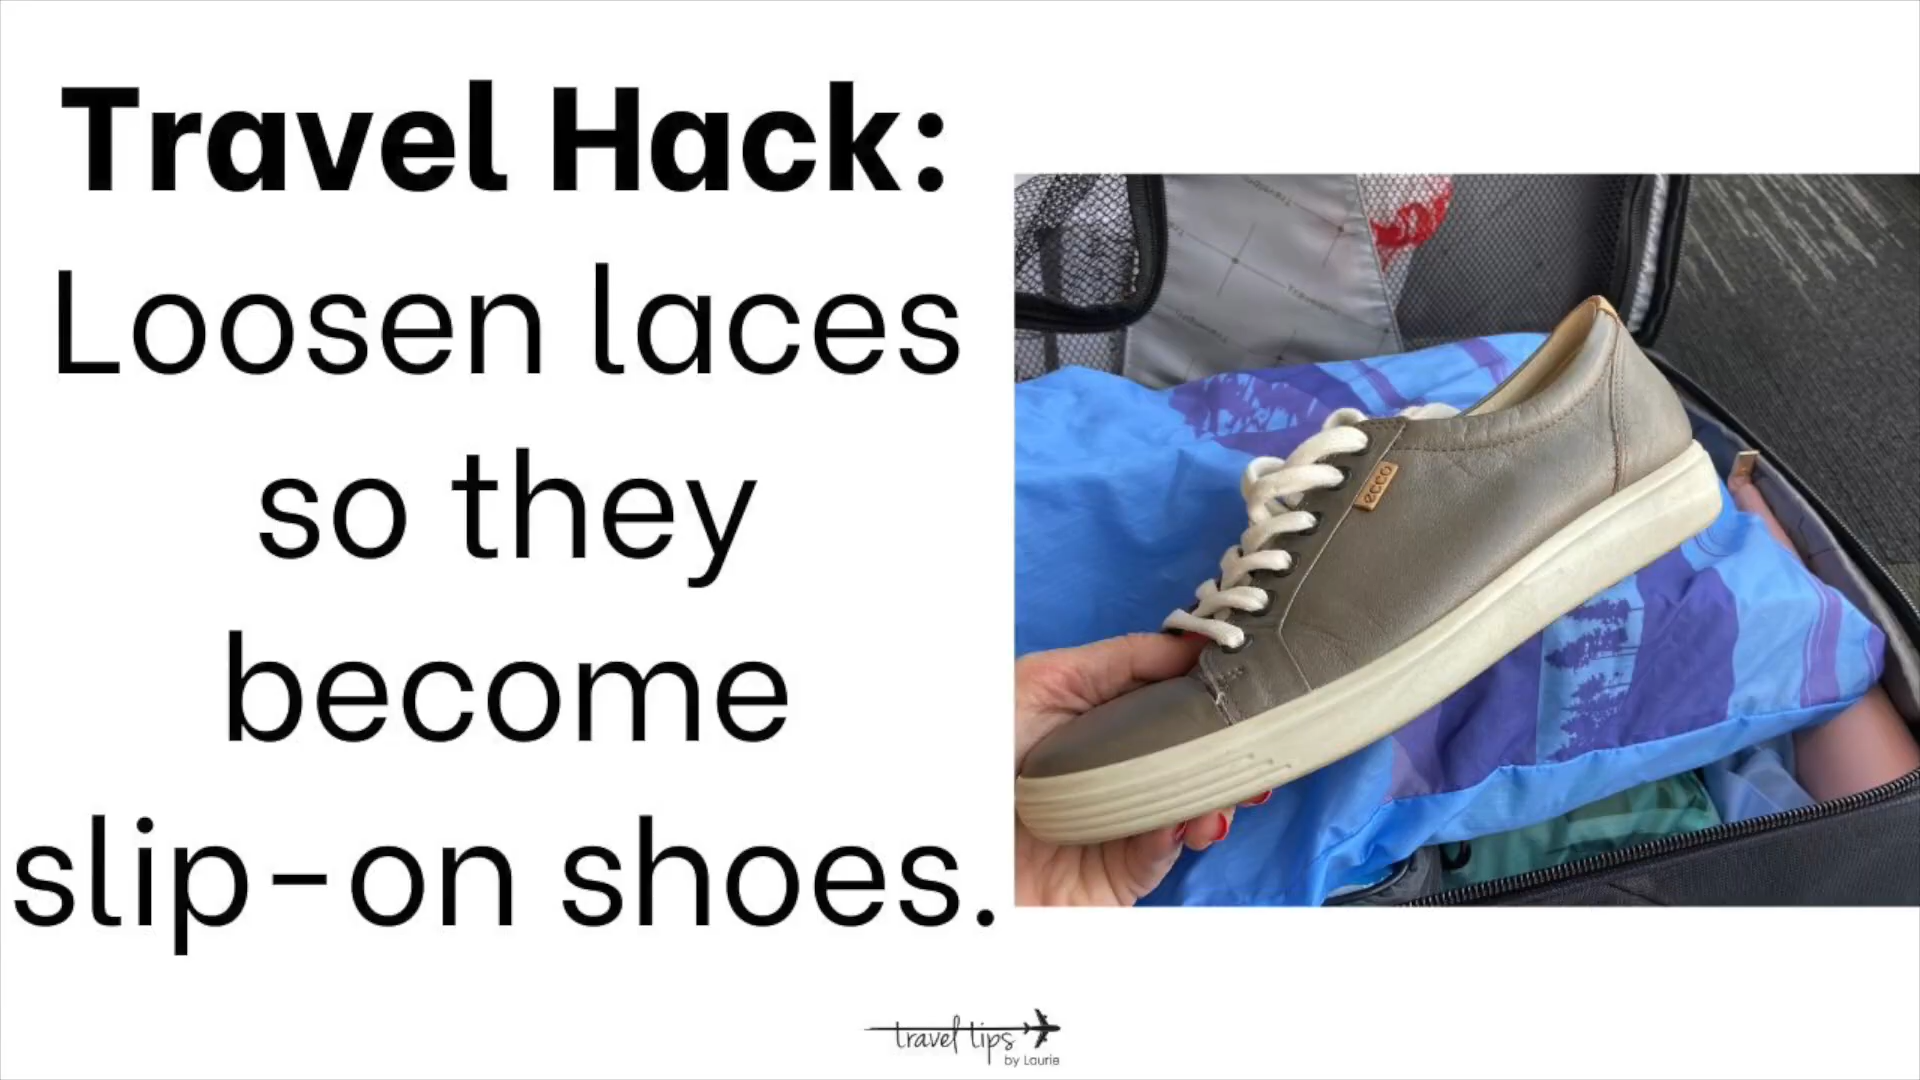 Travel Hack:
Loosen laces
so they
become
slip-on shoes.
ecco
travel tips
by Laurie